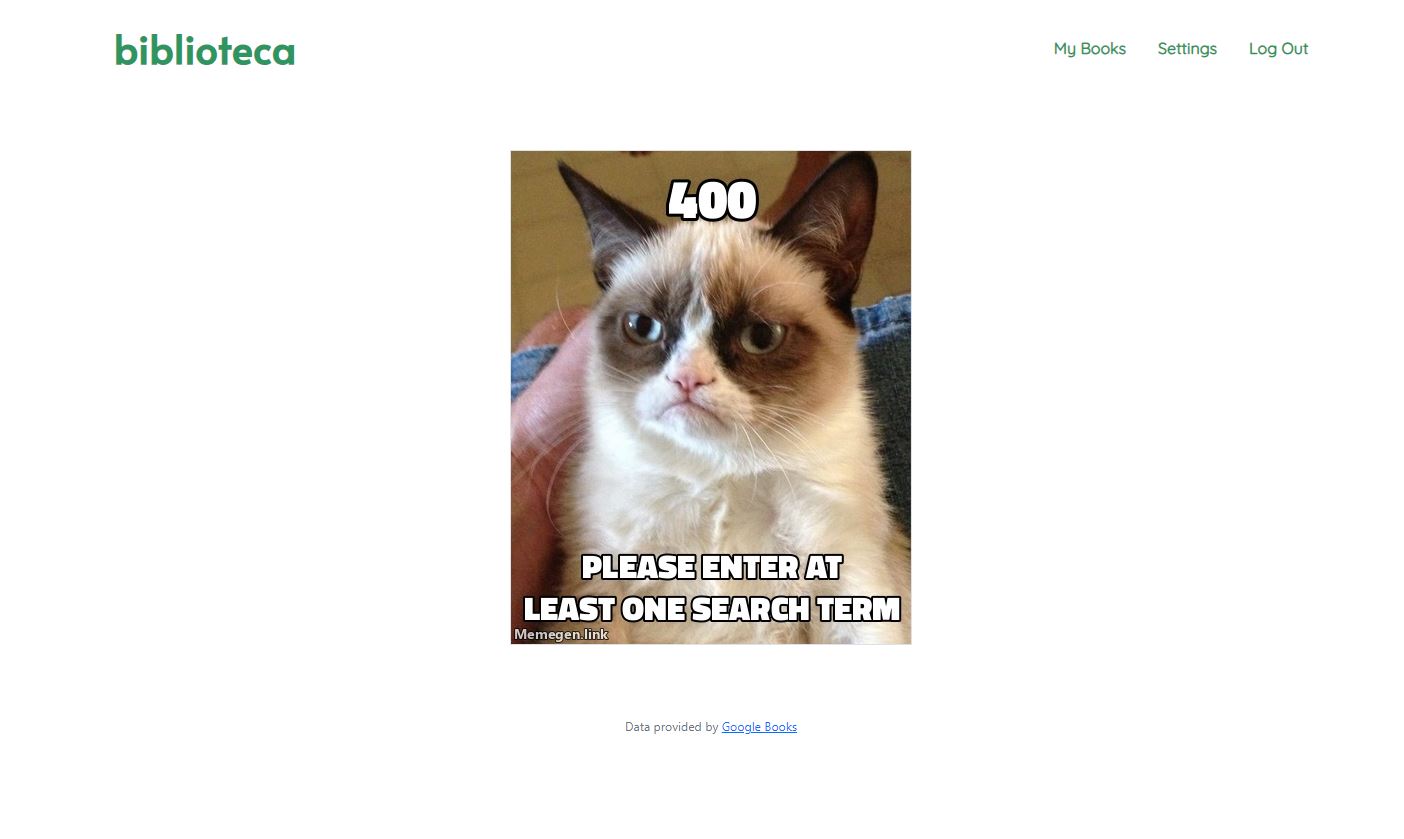 biblioteca
My Books
Settings
Log Out
400
PLEASE ENTER AT
LEAST ONE SEARCH TERM
Memegen.link
Data provided by Google Books